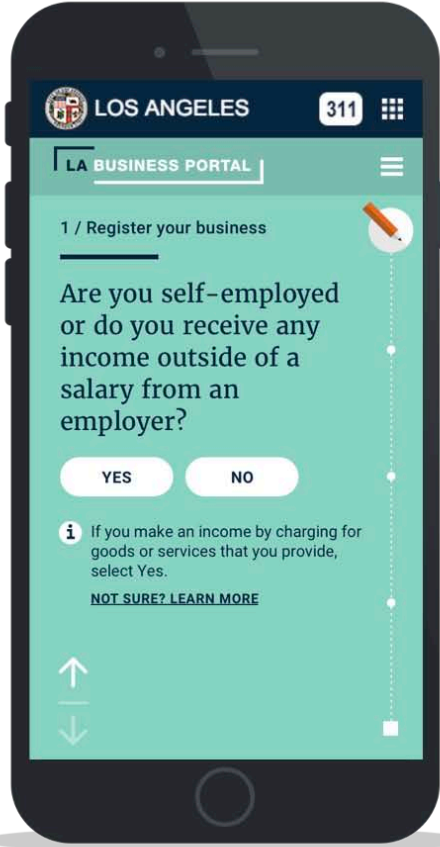 LOS ANGELES
311
LA BUSINESS PORTAL
1 / Register your business
Are you self-employed
or do you receive any
income outside of a
salary from an
employer?
YES NO
i If you make an income by charging for
goods or services that you provide,
select Yes.
NOT SURE? LEARN MORE